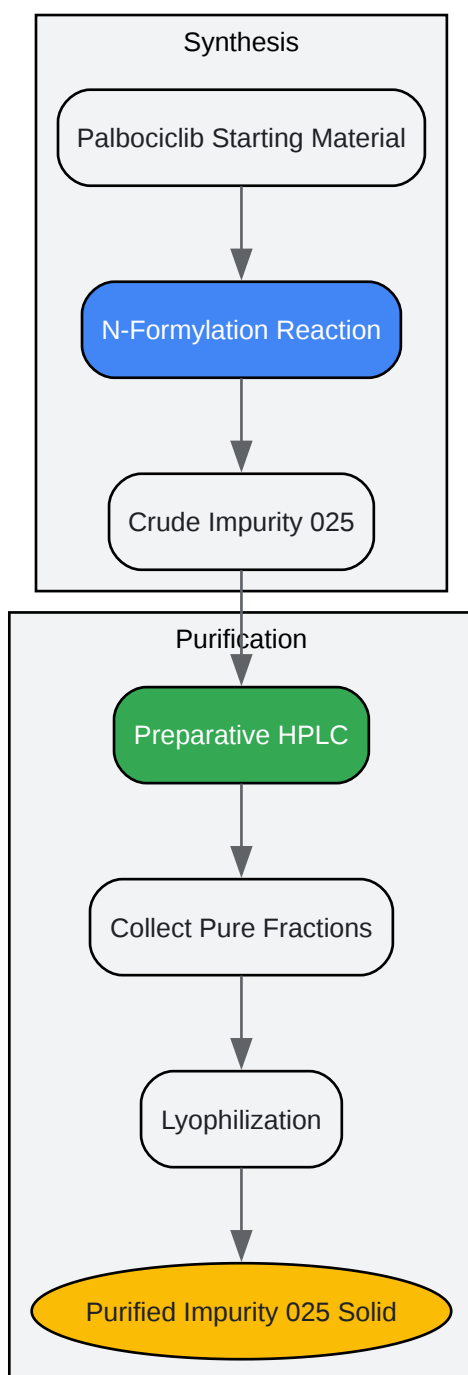 Synthesis
Palbociclib Starting Material
N-Formylation Reaction
Crude Impurity 025
Purification
Preparative HPLC
Collect Pure Fractions
Lyophilization
Purified Impurity 025 Solid